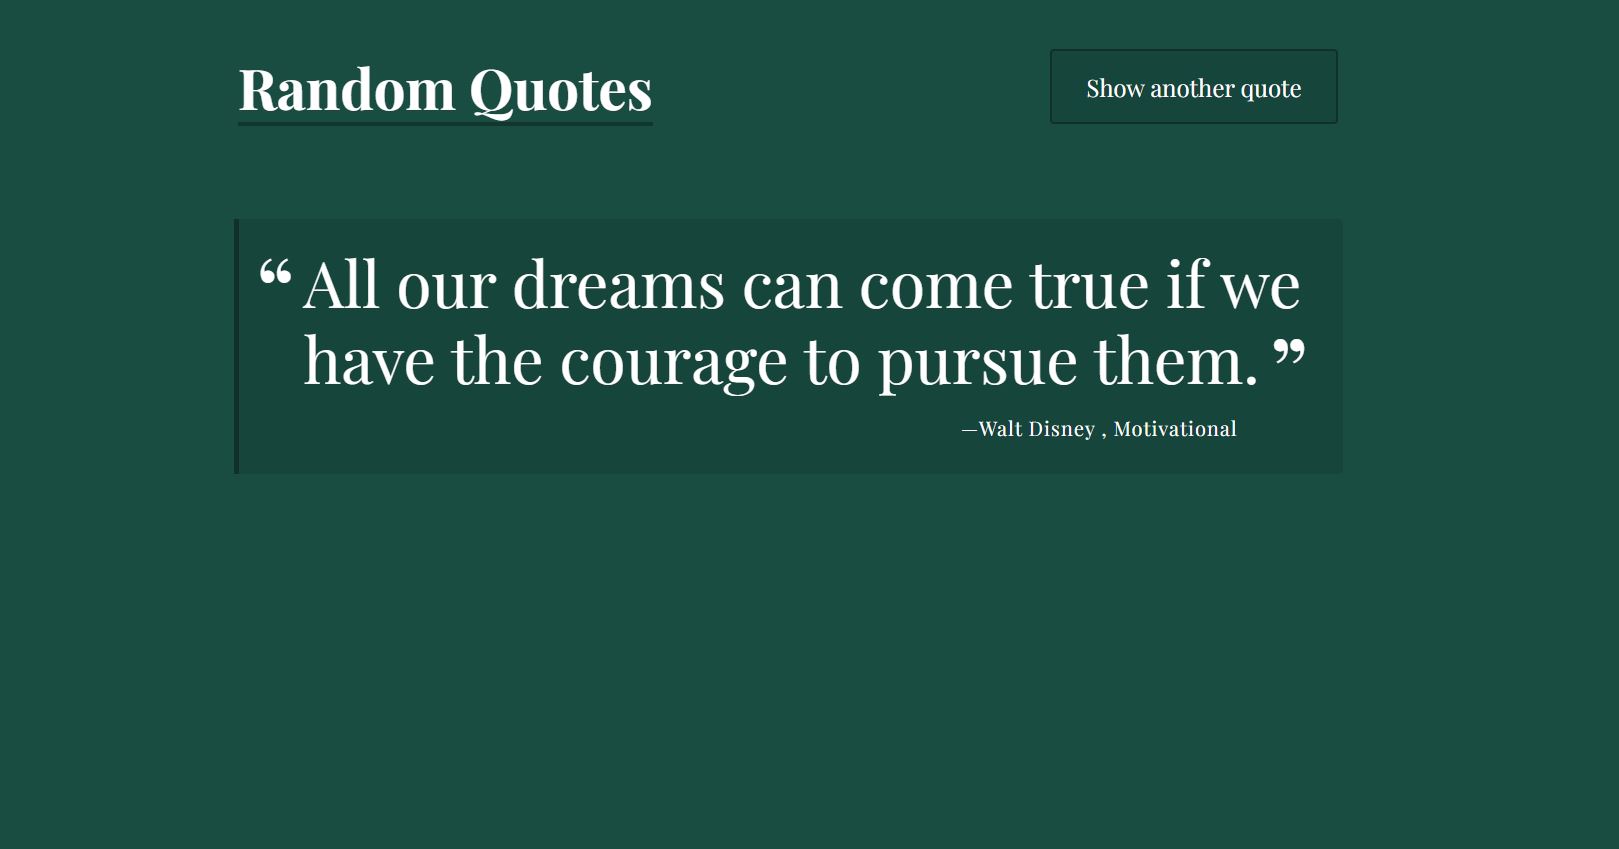 Random Quotes
Show another quote
“ All our dreams can come true if we
have the courage to pursue them. ”
—Walt Disney , Motivational